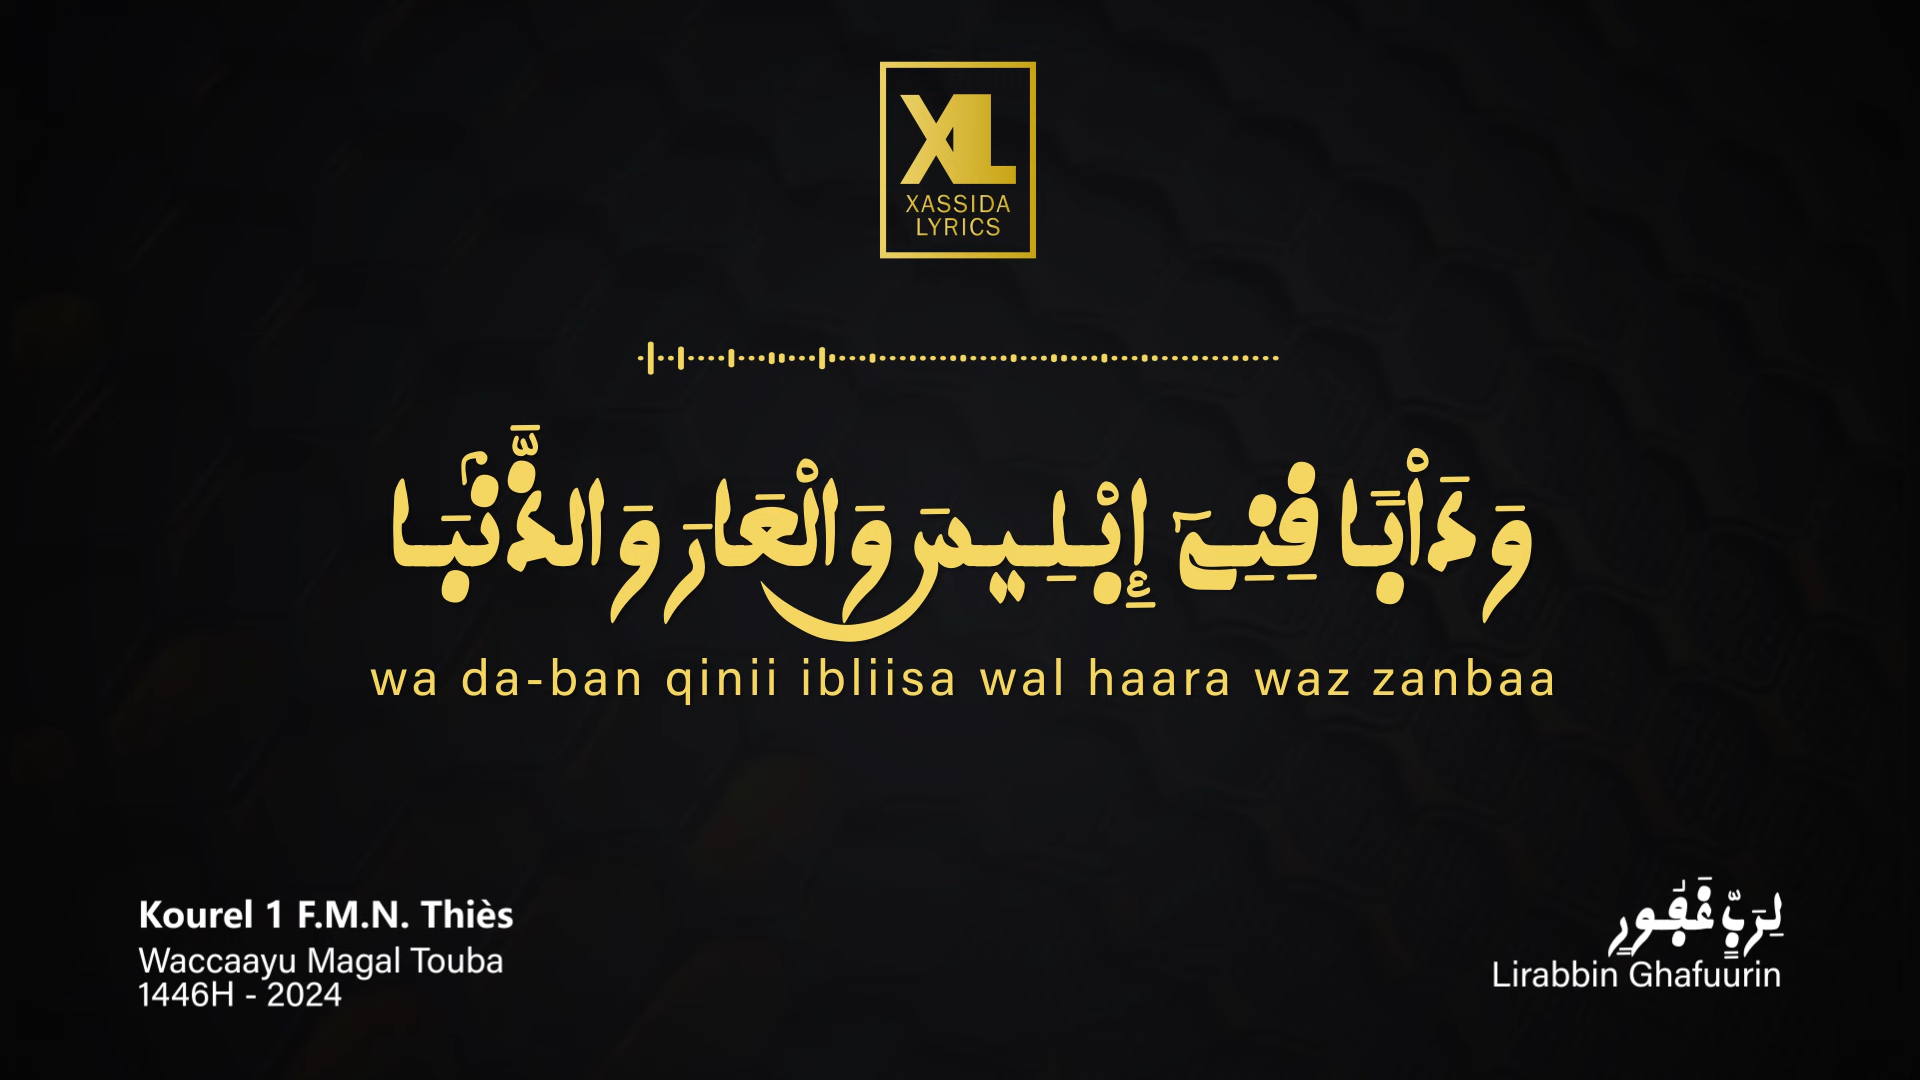 XL
XASSIDA
LYRICS
وَدَأْبًا قِنِے إِبْلِيسَ وَالْعَارَ وَالذَّنۢبَا
wa da-ban qinii ibliisa wal haara waz zanbaa
Kourel 1 F.M.N. Thiès
Waccaayu Magal Touba
1446H - 2024
لِرَبٍّ غَفُورٍ
Lirabbin Ghafuurin